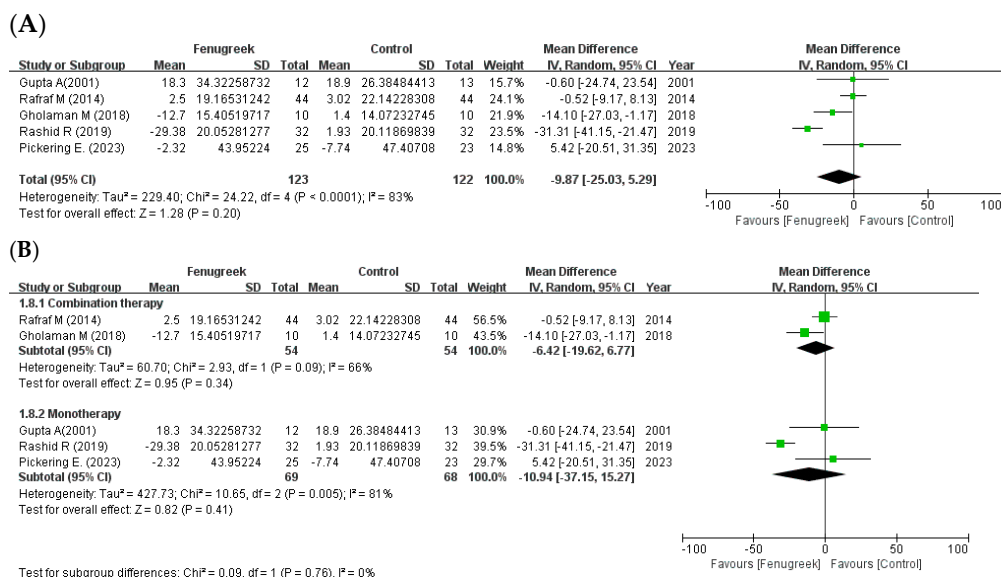 (A)
Fenugreek Control Mean Difference Mean Difference
Study or Subgroup Mean SD Total Mean SD Total Weight IV, Random, 95% CI Year IV, Random, 95% CI
Gupta A(2001) 18.3 34.32258732 12 18.9 26.38484413 13 15.7% -0.60 [-24.74, 23.54] 2001
Rafraf M (2014) 2.5 19.16531242 44 3.02 22.14228308 44 24.1% -0.52 [-9.17, 8.13] 2014
Gholaman M (2018) -12.7 15.40519717 10 1.4 14.07232745 10 21.9% -14.10 [-27.03, -1.17] 2018
Rashid R (2019) -29.38 20.05281277 32 1.93 20.11869839 32 23.5% -31.31 [-41.15, -21.47] 2019
Pickering E. (2023) -2.32 43.95224 25 -7.74 47.40708 23 14.8% 5.42 [-20.51, 31.35] 2023
Total (95% CI) 123 122 100.0% -9.87 [-25.03, 5.29]
Heterogeneity: Tau² = 229.40; Chi² = 24.22, df = 4 (P < 0.0001); I² = 83%
Test for overall effect: Z = 1.28 (P = 0.20)
-100 -50 0 50 100
Favours [Fenugreek] Favours [Control]
(B)
Fenugreek Control Mean Difference Mean Difference
Study or Subgroup Mean SD Total Mean SD Total Weight IV, Random, 95% CI Year IV, Random, 95% CI
1.8.1 Combination therapy
Rafraf M (2014) 2.5 19.16531242 44 3.02 22.14228308 44 56.5% -0.52 [-9.17, 8.13] 2014
Gholaman M (2018) -12.7 15.40519717 10 1.4 14.07232745 10 43.5% -14.10 [-27.03, -1.17] 2018
Subtotal (95% CI) 54 54 100.0% -6.42 [-19.62, 6.77]
Heterogeneity: Tau² = 60.70; Chi² = 2.93, df = 1 (P = 0.09); I² = 66%
Test for overall effect: Z = 0.95 (P = 0.34)
1.8.2 Monotherapy
Gupta A(2001) 18.3 34.32258732 12 18.9 26.38484413 13 30.9% -0.60 [-24.74, 23.54] 2001
Rashid R (2019) -29.38 20.05281277 32 1.93 20.11869839 32 39.5% -31.31 [-41.15, -21.47] 2019
Pickering E. (2023) -2.32 43.95224 25 -7.74 47.40708 23 29.7% 5.42 [-20.51, 31.35] 2023
Subtotal (95% CI) 69 68 100.0% -10.94 [-37.15, 15.27]
Heterogeneity: Tau² = 427.73; Chi² = 10.65, df = 2 (P = 0.005); I² = 81%
Test for overall effect: Z = 0.82 (P = 0.41)
-100 -50 0 50 100
Favours [Fenugreek] Favours [Control]
Test for subgroup differences: Chi² = 0.09, df = 1 (P = 0.76), I² = 0%